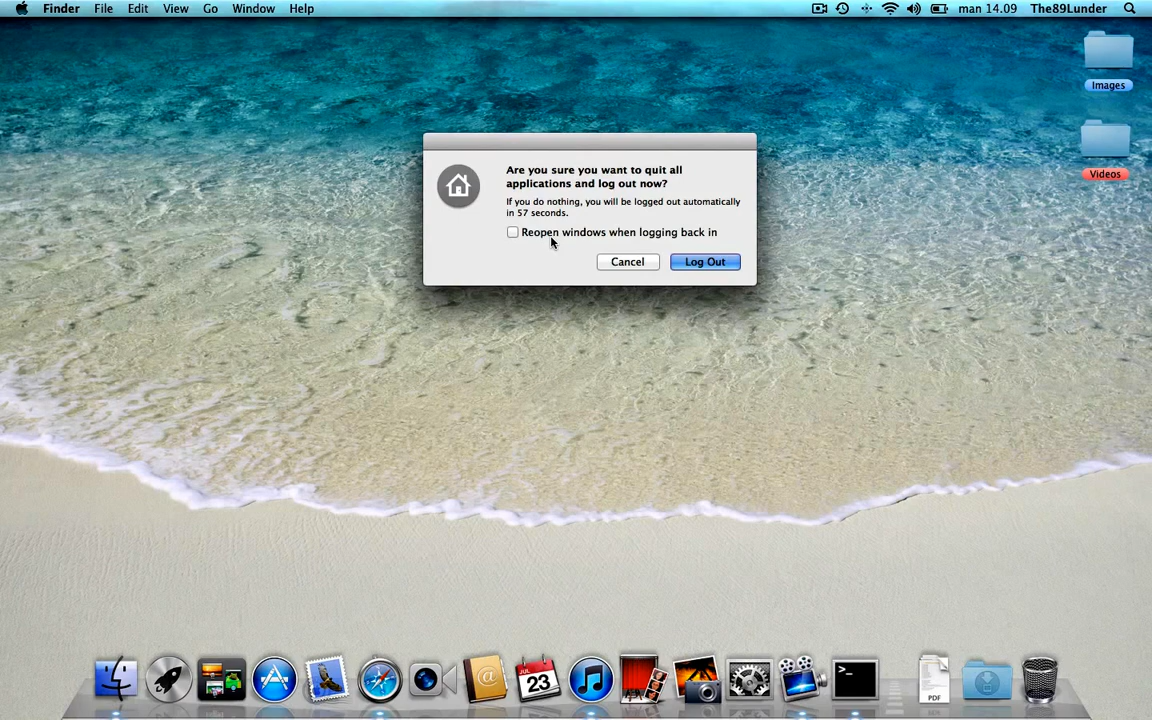 Finder File Edit View Go Window Help man 14.09 The89Lunder
Images
Videos
Are you sure you want to quit all
applications and log out now?
If you do nothing, you will be logged out automatically
in 57 seconds.
Reopen windows when logging back in
Cancel Log Out
@
JUL
23
>_
PDF